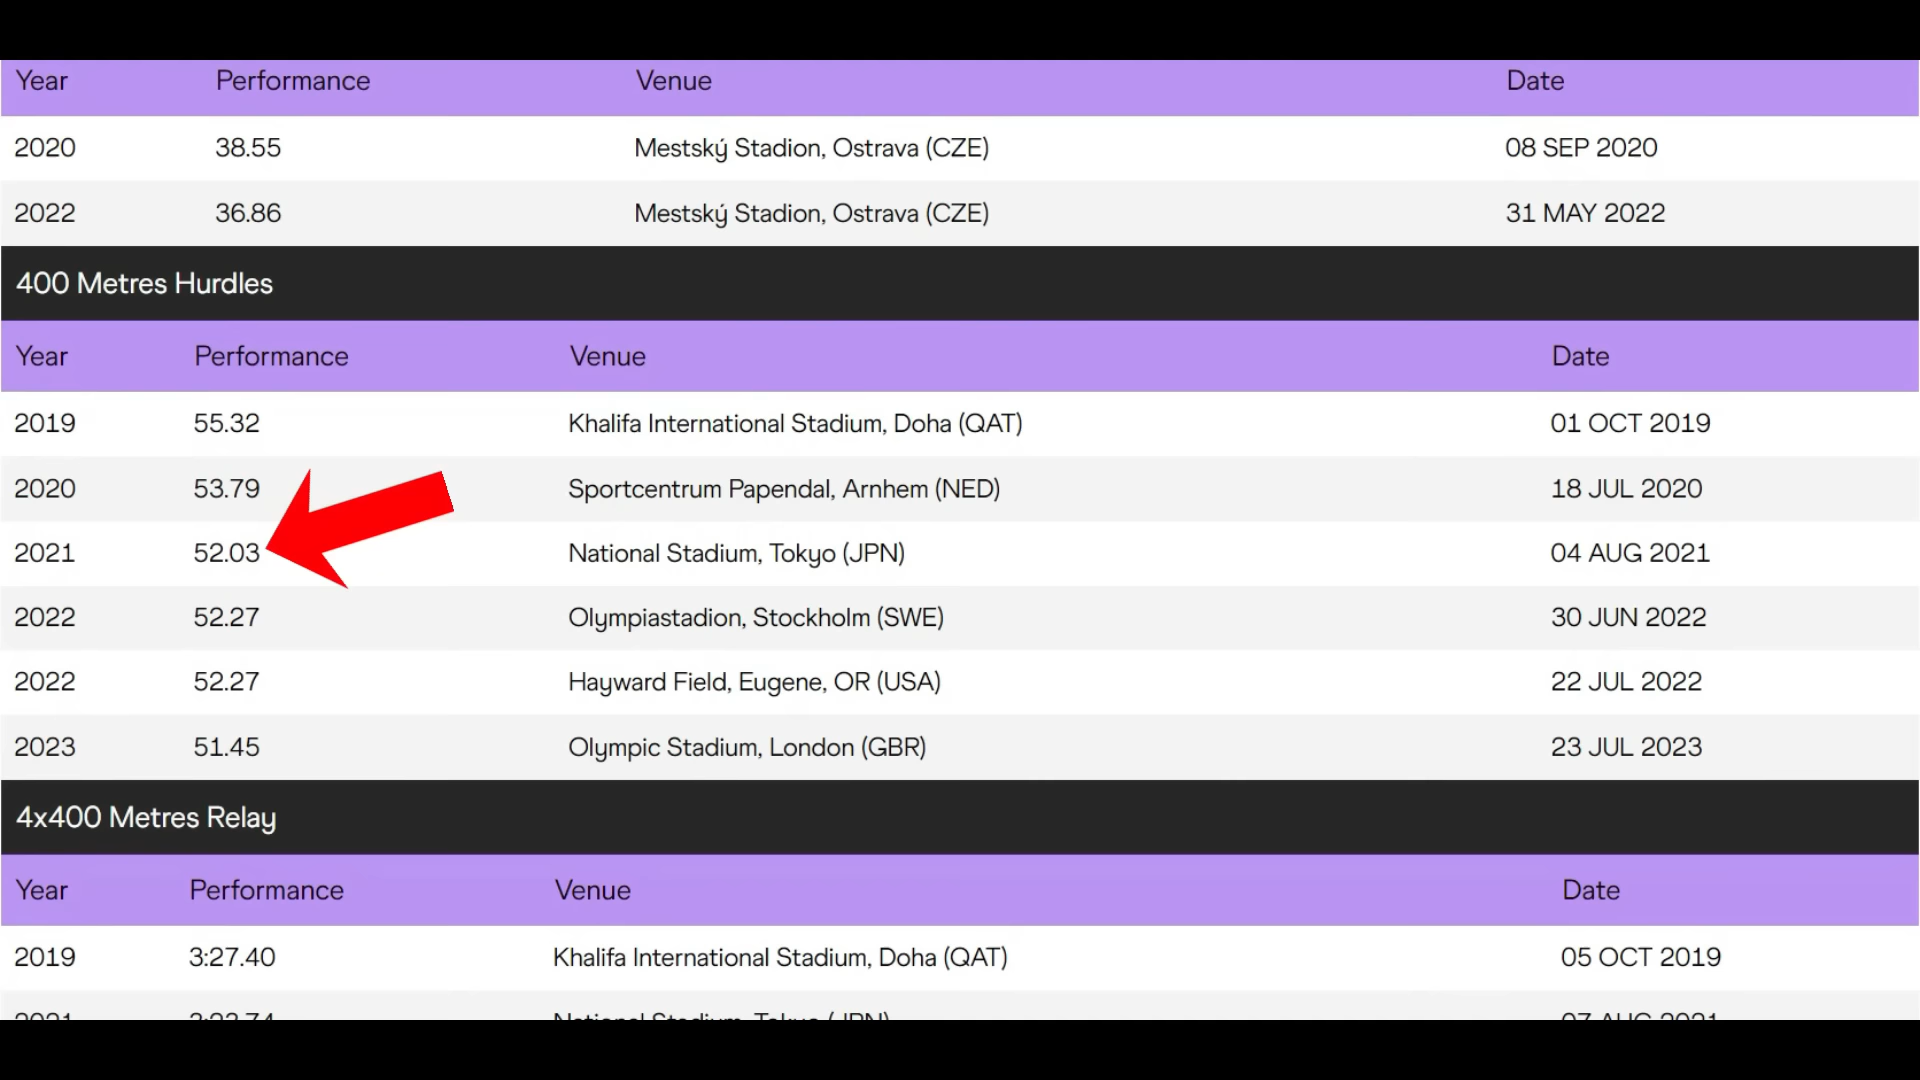 Year Performance Venue Date
2020 38.55 Mestský Stadion, Ostrava (CZE) 08 SEP 2020
2022 36.86 Mestský Stadion, Ostrava (CZE) 31 MAY 2022
400 Metres Hurdles
Year Performance Venue Date
2019 55.32 Khalifa International Stadium, Doha (QAT) 01 OCT 2019
2020 53.79 Sportcentrum Papendal, Arnhem (NED) 18 JUL 2020
2021 52.03 National Stadium, Tokyo (JPN) 04 AUG 2021
2022 52.27 Olympiastadion, Stockholm (SWE) 30 JUN 2022
2022 52.27 Hayward Field, Eugene, OR (USA) 22 JUL 2022
2023 51.45 Olympic Stadium, London (GBR) 23 JUL 2023
4x400 Metres Relay
Year Performance Venue Date
2019 3:27.40 Khalifa International Stadium, Doha (QAT) 05 OCT 2019
2021 3:23.74 National Stadium, Tokyo (JPN) 07 AUG 2021